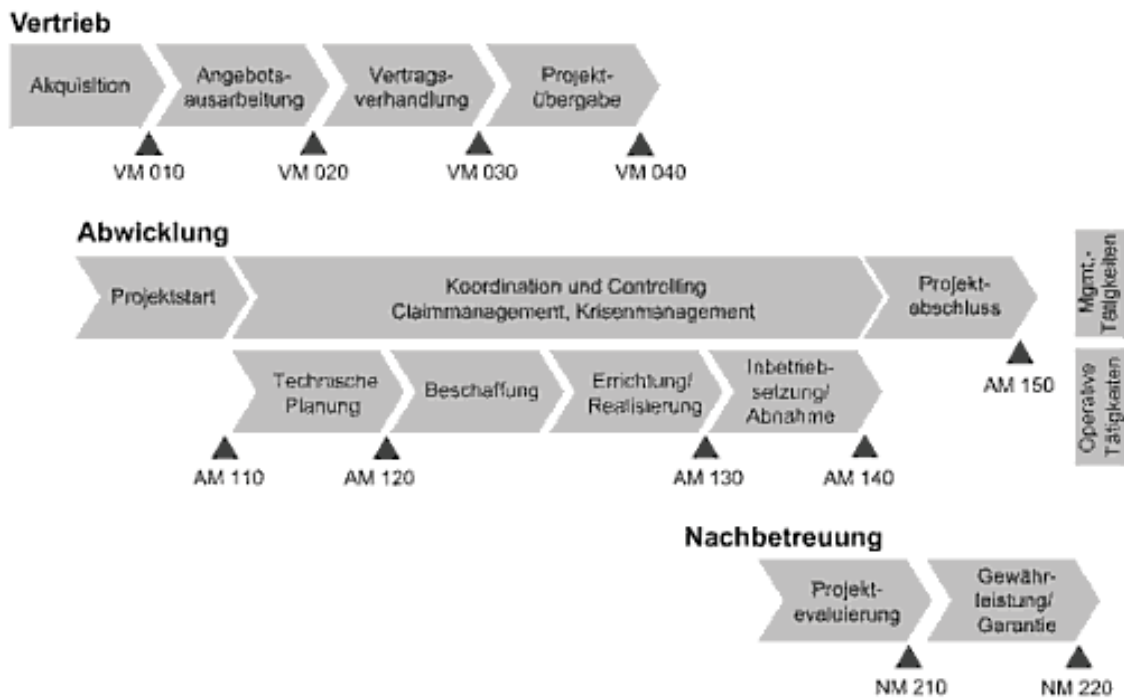 Vertrieb
Akquisition
Angebots-
ausarbeitung
Vertrags-
verhandlung
Projekt-
übergabe
VM 010
VM 020
VM 030
VM 040
Abwicklung
Projektstart
Koordination und Controlling
Claimmanagement, Krisenmanagement
Projekt-
abschluss
Mgmt.-
Tätigkeiten
Technische
Planung
Beschaffung
Errichtung/
Realisierung
Inbetrieb-
setzung/
Abnahme
AM 150
Operative
Tätigkeiten
AM 110
AM 120
AM 130
AM 140
Nachbetreuung
Projekt-
evaluierung
Gewähr-
leistung/
Garantie
NM 210
NM 220